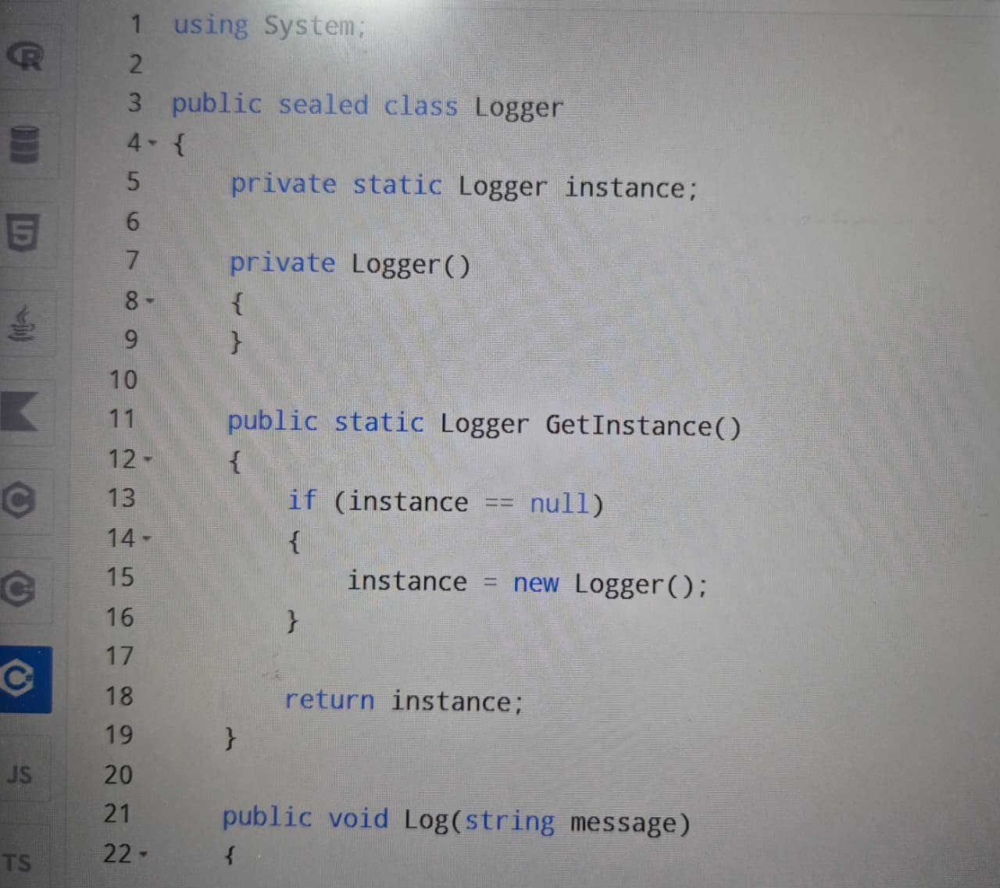 1 using System;
2
3 public sealed class Logger
4 {
5     private static Logger instance;
6
7     private Logger()
8     {
9     }
10
11     public static Logger GetInstance()
12     {
13         if (instance == null)
14         {
15             instance = new Logger();
16         }
17
18         return instance;
19     }
20
21     public void Log(string message)
22     {
R
5
C
C
C#
JS
TS